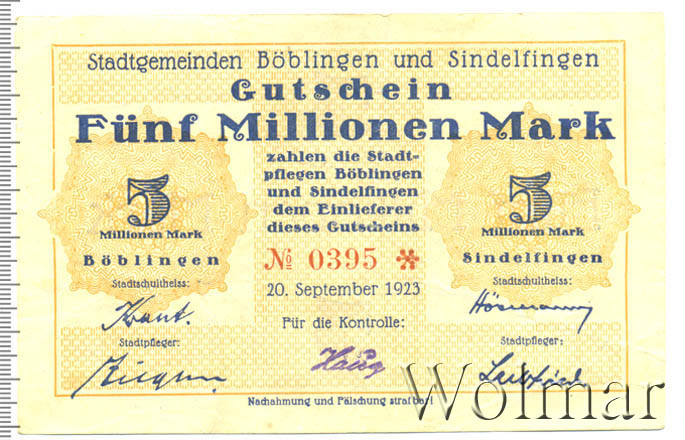 Stadtgemeinden Böblingen und Sindelfingen
Gutschein
Fünf Millionen Mark
zahlen die Stadt-
pflegen Böblingen
und Sindelfingen
dem Einlieferer
dieses Gutscheins
5
Millionen Mark
Böblingen
Stadtschultheiss:
Stadtpfleger:
№ 0395 *
20. September 1923
Für die Kontrolle:
Haug
5
Millionen Mark
Sindelfingen
Stadtschultheiss:
Hörmann
Stadtpfleger:
Nachahmung und Fälschung strafbar!
Wolmar